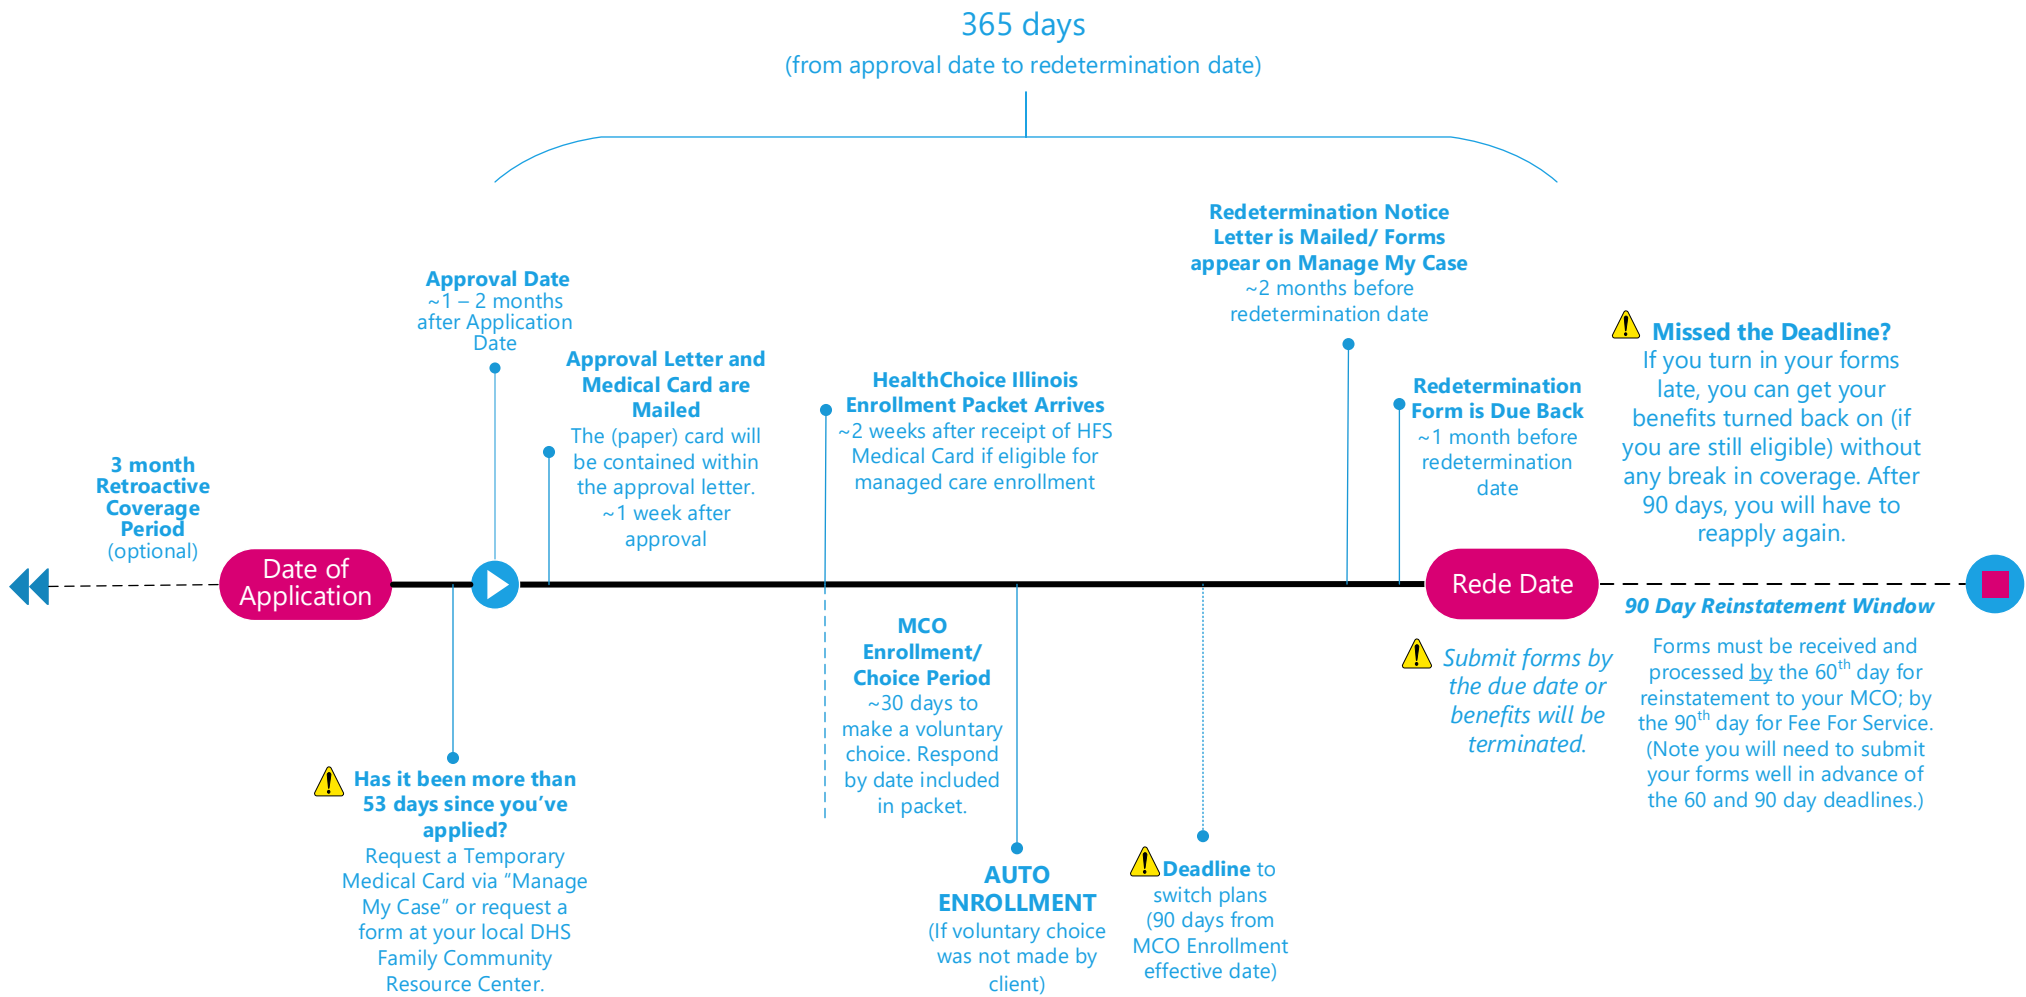 365 days
(from approval date to redetermination date)
Redetermination Notice
Letter is Mailed/ Forms
appear on Manage My Case
~2 months before
redetermination date
Approval Date
~1 – 2 months
after Application
Date
Approval Letter and
Medical Card are
Mailed
The (paper) card will
be contained within
the approval letter.
~1 week after
approval
HealthChoice Illinois
Enrollment Packet Arrives
~2 weeks after receipt of HFS
Medical Card if eligible for
managed care enrollment
Redetermination
Form is Due Back
~1 month before
redetermination
date
Missed the Deadline?
If you turn in your forms
late, you can get your
benefits turned back on (if
you are still eligible) without
any break in coverage. After
90 days, you will have to
reapply again.
3 month
Retroactive
Coverage
Period
(optional)
Date of
Application
Rede Date
90 Day Reinstatement Window
Forms must be received and
processed by the 60th day for
reinstatement to your MCO; by
the 90th day for Fee For Service.
(Note you will need to submit
your forms well in advance of
the 60 and 90 day deadlines.)
Submit forms by
the due date or
benefits will be
terminated.
MCO
Enrollment/
Choice Period
~30 days to
make a voluntary
choice. Respond
by date included
in packet.
Has it been more than
53 days since you’ve
applied?
Request a Temporary
Medical Card via “Manage
My Case” or request a
form at your local DHS
Family Community
Resource Center.
AUTO
ENROLLMENT
(If voluntary choice
was not made by
client)
Deadline to
switch plans
(90 days from
MCO Enrollment
effective date)